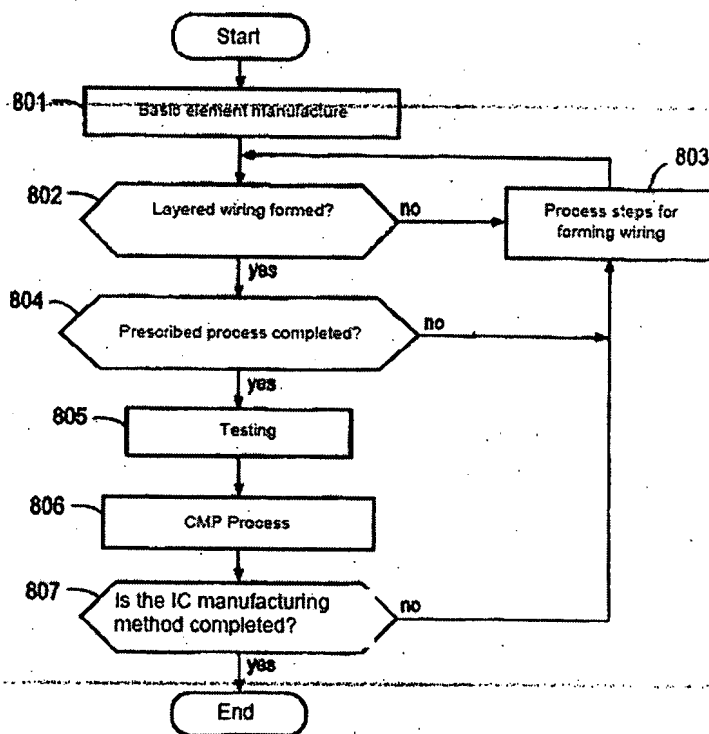 Start
801
Basic element manufacture
803
802
Layered wiring formed?
no
Process steps for
forming wiring
yes
804
Prescribed process completed?
no
yes
805
Testing
806
CMP Process
807
Is the IC manufacturing
method completed?
no
yes
End